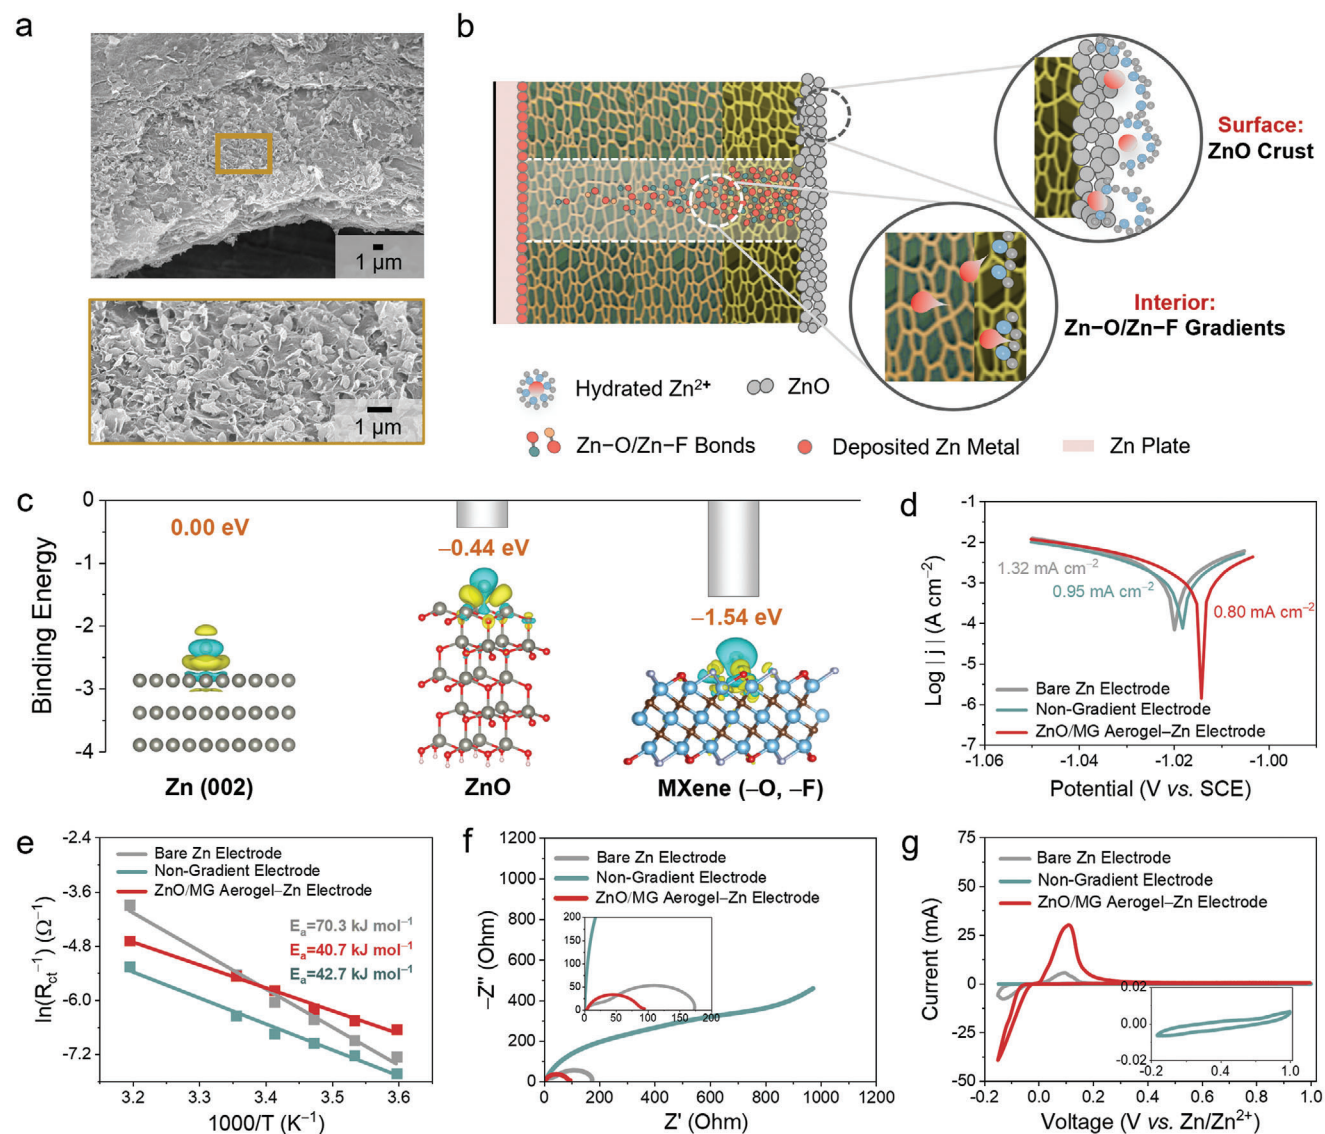 a
1 µm
1 µm
b
Surface:
ZnO Crust
Interior:
Zn–O/Zn–F Gradients
Hydrated Zn²⁺
ZnO
Zn–O/Zn–F Bonds
Deposited Zn Metal
Zn Plate
c
Binding Energy
0
-1
-2
-3
-4
0.00 eV
–0.44 eV
–1.54 eV
Zn (002)
ZnO
MXene (–O, –F)
d
Log | j | (A cm⁻²)
-1
-2
-3
-4
-5
-6
-7
1.32 mA cm⁻²
0.95 mA cm⁻²
0.80 mA cm⁻²
Bare Zn Electrode
Non-Gradient Electrode
ZnO/MG Aerogel–Zn Electrode
-1.06 -1.04 -1.02 -1.00
Potential (V vs. SCE)
e
ln(R_ct⁻¹) (Ω⁻¹)
-2.4
-3.6
-4.8
-6.0
-7.2
Bare Zn Electrode
Non-Gradient Electrode
ZnO/MG Aerogel–Zn Electrode
Eₐ=70.3 kJ mol⁻¹
Eₐ=40.7 kJ mol⁻¹
Eₐ=42.7 kJ mol⁻¹
3.2 3.3 3.4 3.5 3.6
1000/T (K⁻¹)
f
–Z'' (Ohm)
1200
1000
800
600
400
200
0
Bare Zn Electrode
Non-Gradient Electrode
ZnO/MG Aerogel–Zn Electrode
200
150
100
50
0
0 50 100 150 200
0 200 400 600 800 1000 1200
Z' (Ohm)
g
Current (mA)
75
50
25
0
-25
-50
Bare Zn Electrode
Non-Gradient Electrode
ZnO/MG Aerogel–Zn Electrode
0.02
0.00
-0.02
-0.2 0.4 1.0
-0.2 0.0 0.2 0.4 0.6 0.8 1.0
Voltage (V vs. Zn/Zn²⁺)